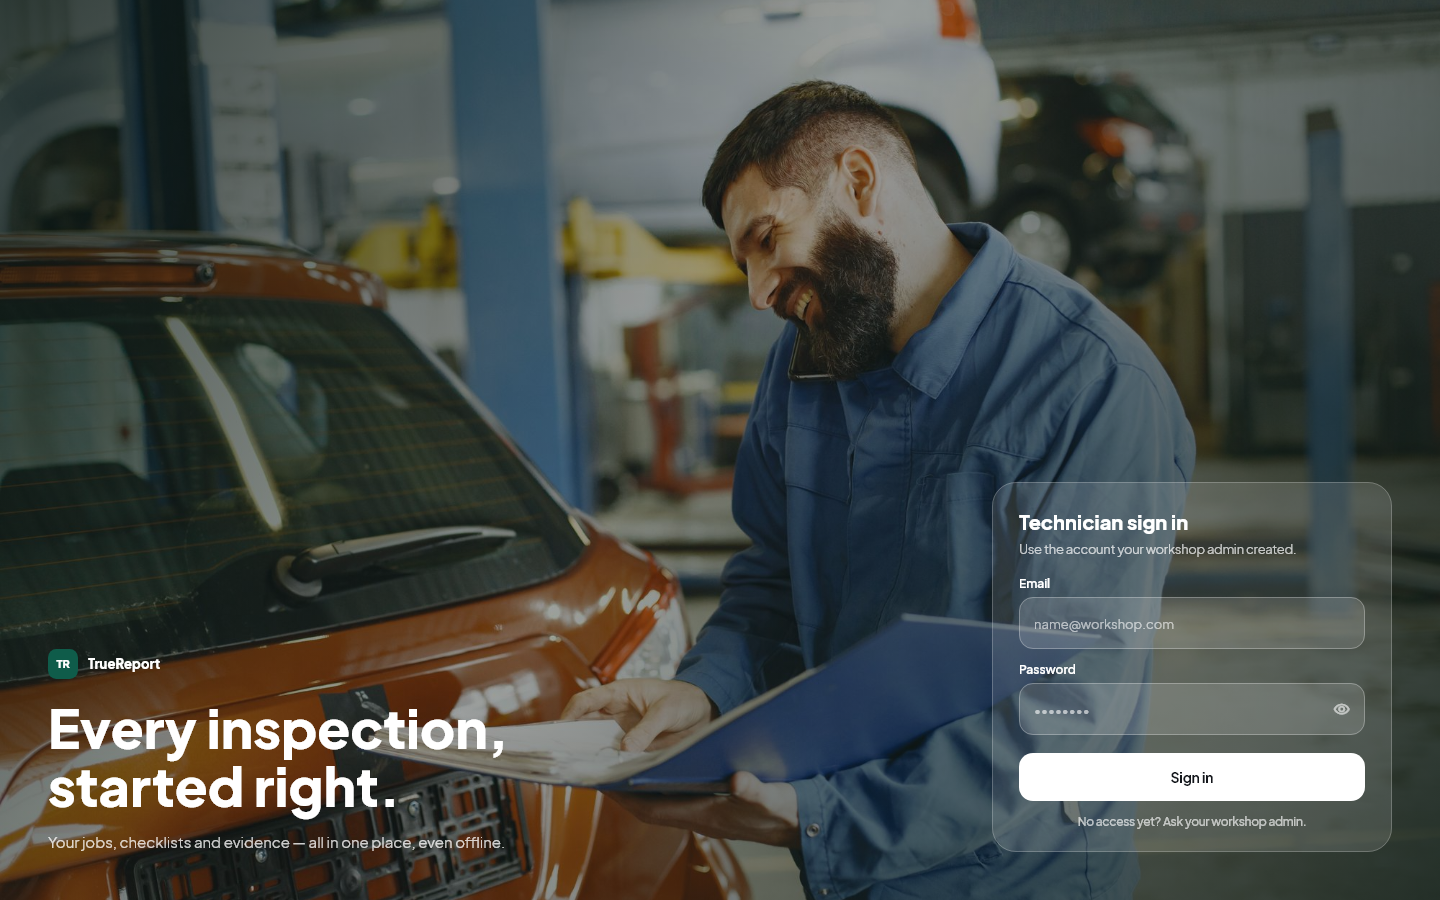 TR TrueReport
Every inspection,
started right.
Your jobs, checklists and evidence — all in one place, even offline.
Technician sign in
Use the account your workshop admin created.
Email
name@workshop.com
Password
••••••••
Sign in
No access yet? Ask your workshop admin.